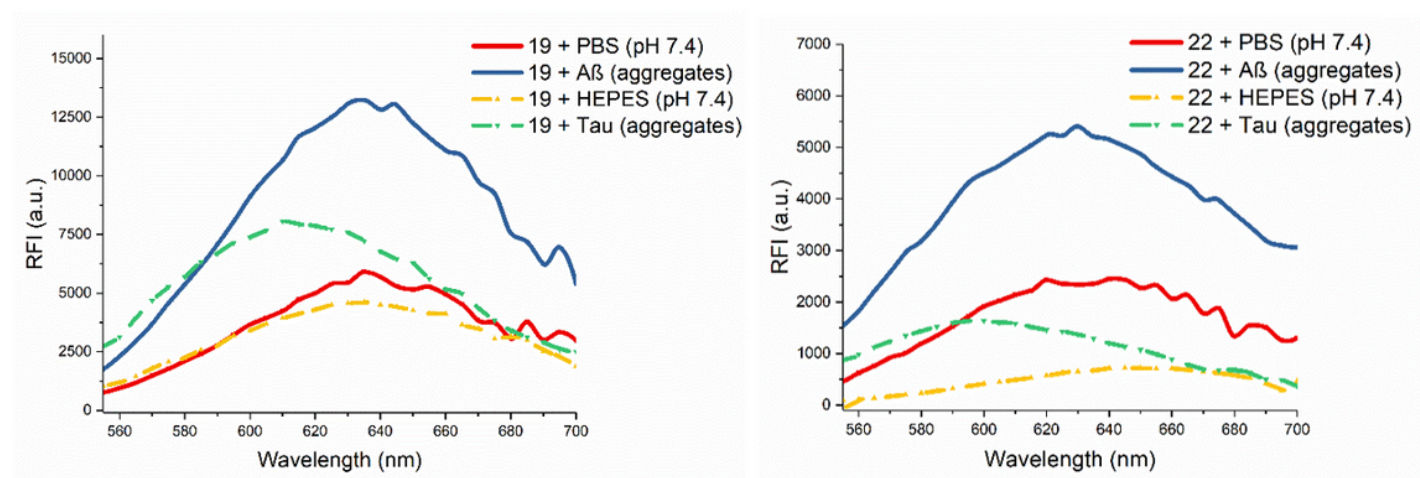 19 + PBS (pH 7.4)
19 + Aß (aggregates)
19 + HEPES (pH 7.4)
19 + Tau (aggregates)
15000
12500
10000
7500
5000
2500
0
RFI (a.u.)
560 580 600 620 640 660 680 700
Wavelength (nm)
22 + PBS (pH 7.4)
22 + Aß (aggregates)
22 + HEPES (pH 7.4)
22 + Tau (aggregates)
7000
6000
5000
4000
3000
2000
1000
0
RFI (a.u.)
560 580 600 620 640 660 680 700
Wavelength (nm)